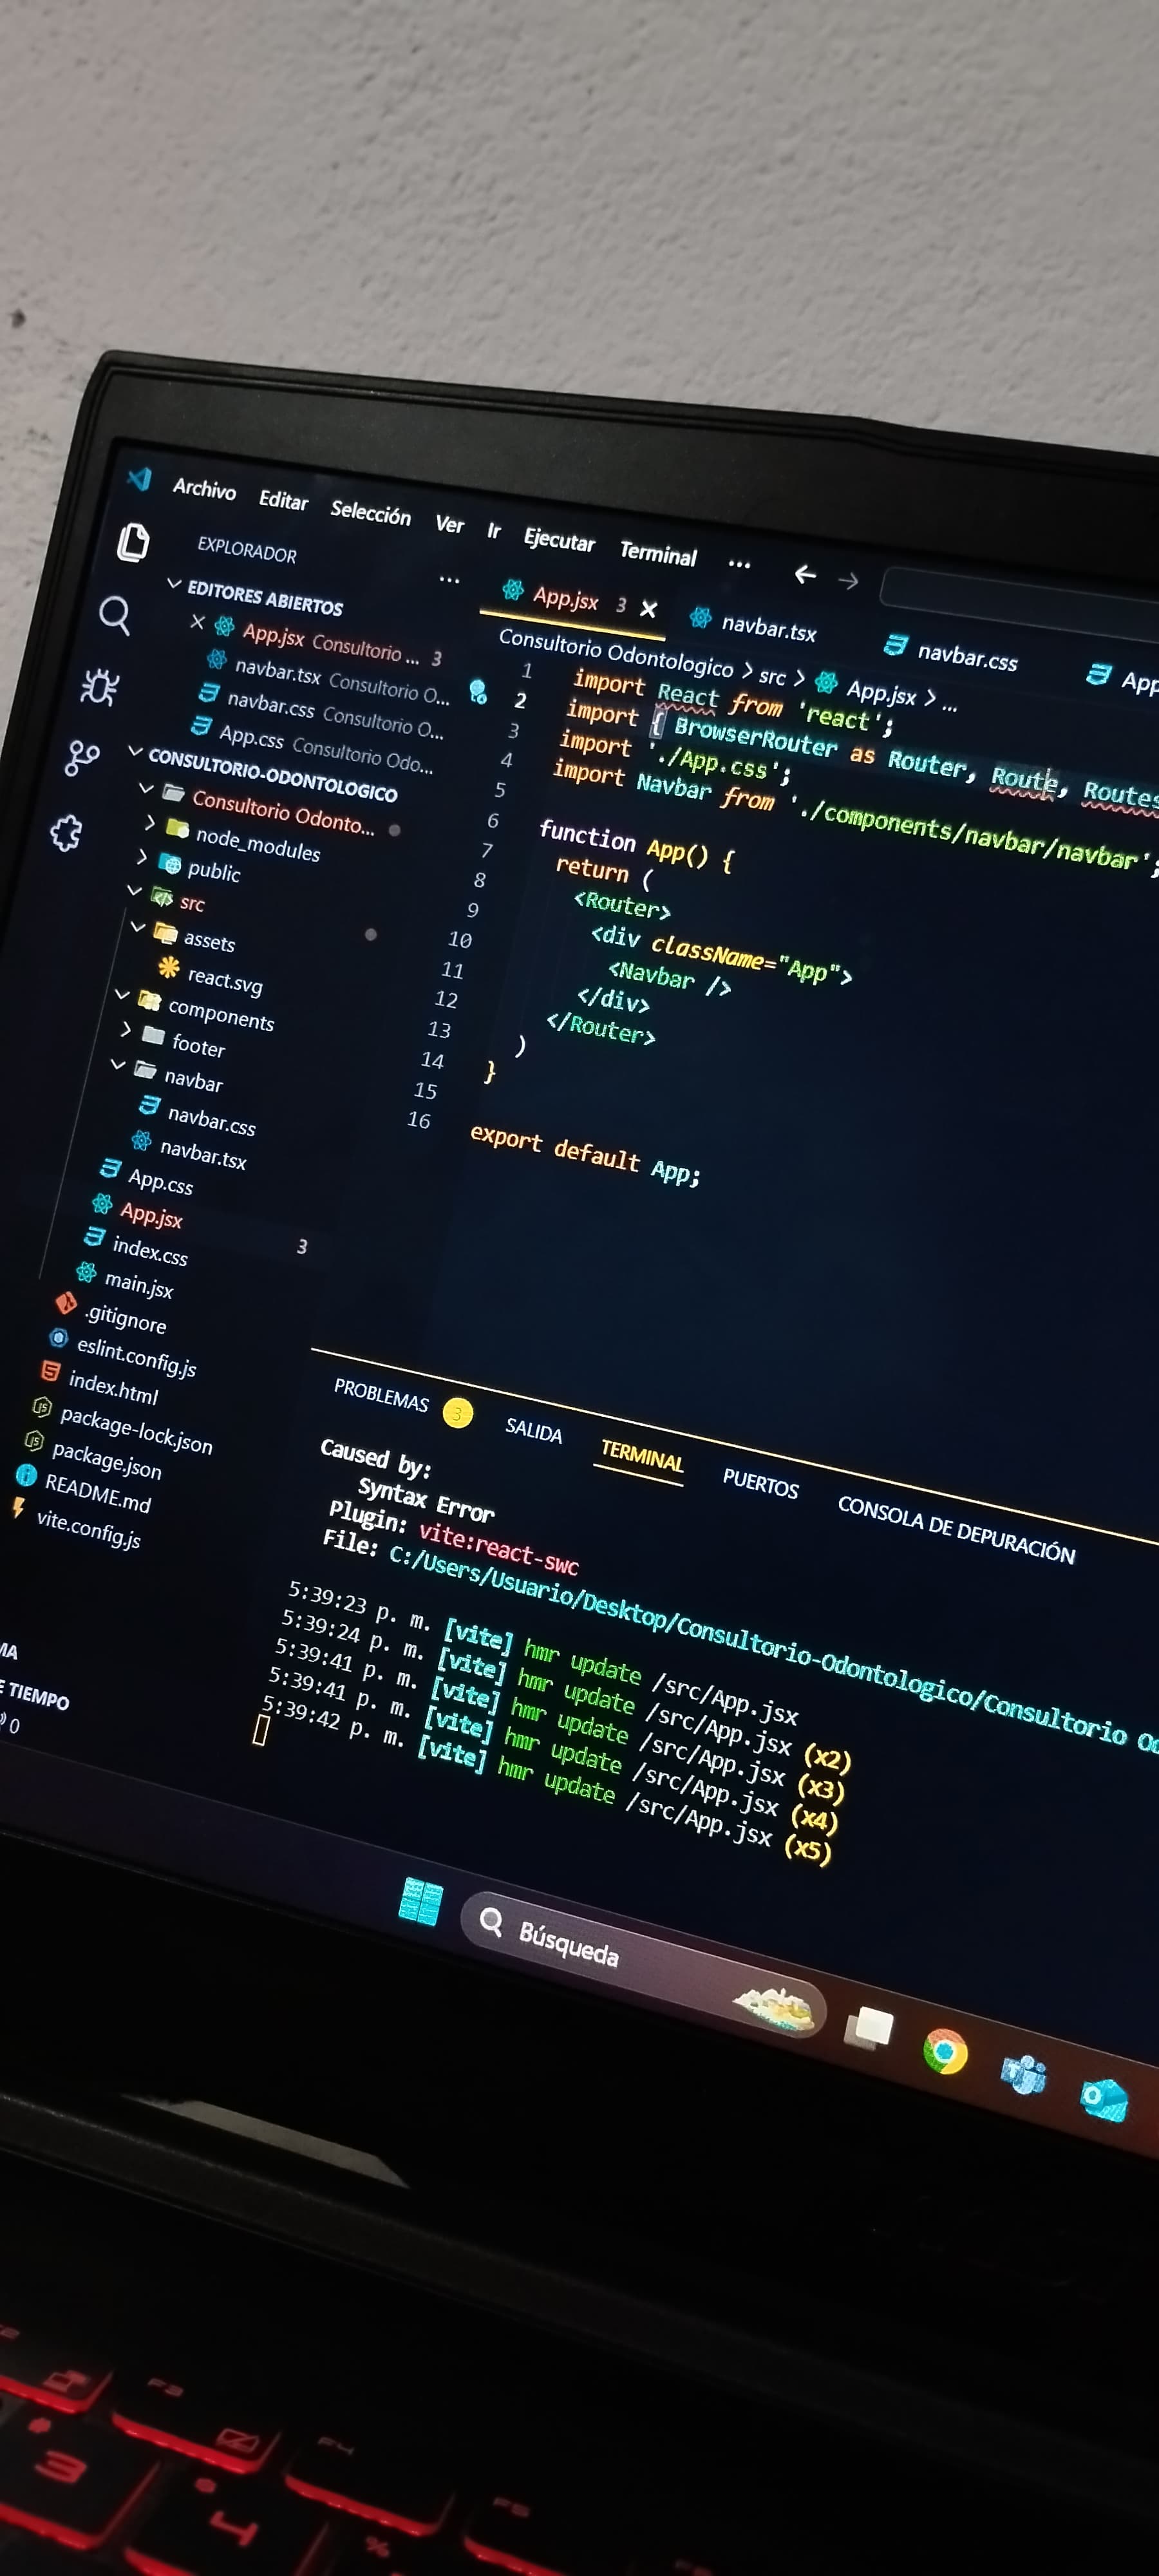 Archivo Editar Selección Ver Ir Ejecutar Terminal ...
EXPLORADOR ...
EDITORES ABIERTOS
App.jsx Consultorio ... 3
navbar.tsx Consultorio O...
navbar.css Consultorio O...
App.css Consultorio Odo...
CONSULTORIO-ODONTOLOGICO
Consultorio Odonto...
node_modules
public
src
assets
react.svg
components
footer
navbar
navbar.css
navbar.tsx
App.css
App.jsx 3
index.css
main.jsx
.gitignore
eslint.config.js
index.html
package-lock.json
package.json
README.md
vite.config.js
E TIEMPO
0
App.jsx 3 navbar.tsx navbar.css App
Consultorio Odontologico > src > App.jsx > ...
1 import React from 'react';
2 import { BrowserRouter as Router, Route, Routes
3 import './App.css';
4 import Navbar from './components/navbar/navbar';
5
6 function App() {
7 return (
8 <Router>
9 <div className="App">
10 <Navbar />
11 </div>
12 </Router>
13 )
14 }
15
16 export default App;
PROBLEMAS 3 SALIDA TERMINAL PUERTOS CONSOLA DE DEPURACIÓN
Caused by:
Syntax Error
Plugin: vite:react-swc
File: C:/Users/Usuario/Desktop/Consultorio-Odontologico/Consultorio Od
5:39:23 p. m. [vite] hmr update /src/App.jsx
5:39:24 p. m. [vite] hmr update /src/App.jsx (x2)
5:39:41 p. m. [vite] hmr update /src/App.jsx (x3)
5:39:41 p. m. [vite] hmr update /src/App.jsx (x4)
5:39:42 p. m. [vite] hmr update /src/App.jsx (x5)
Búsqueda
F3
F4
F5
3
4
%